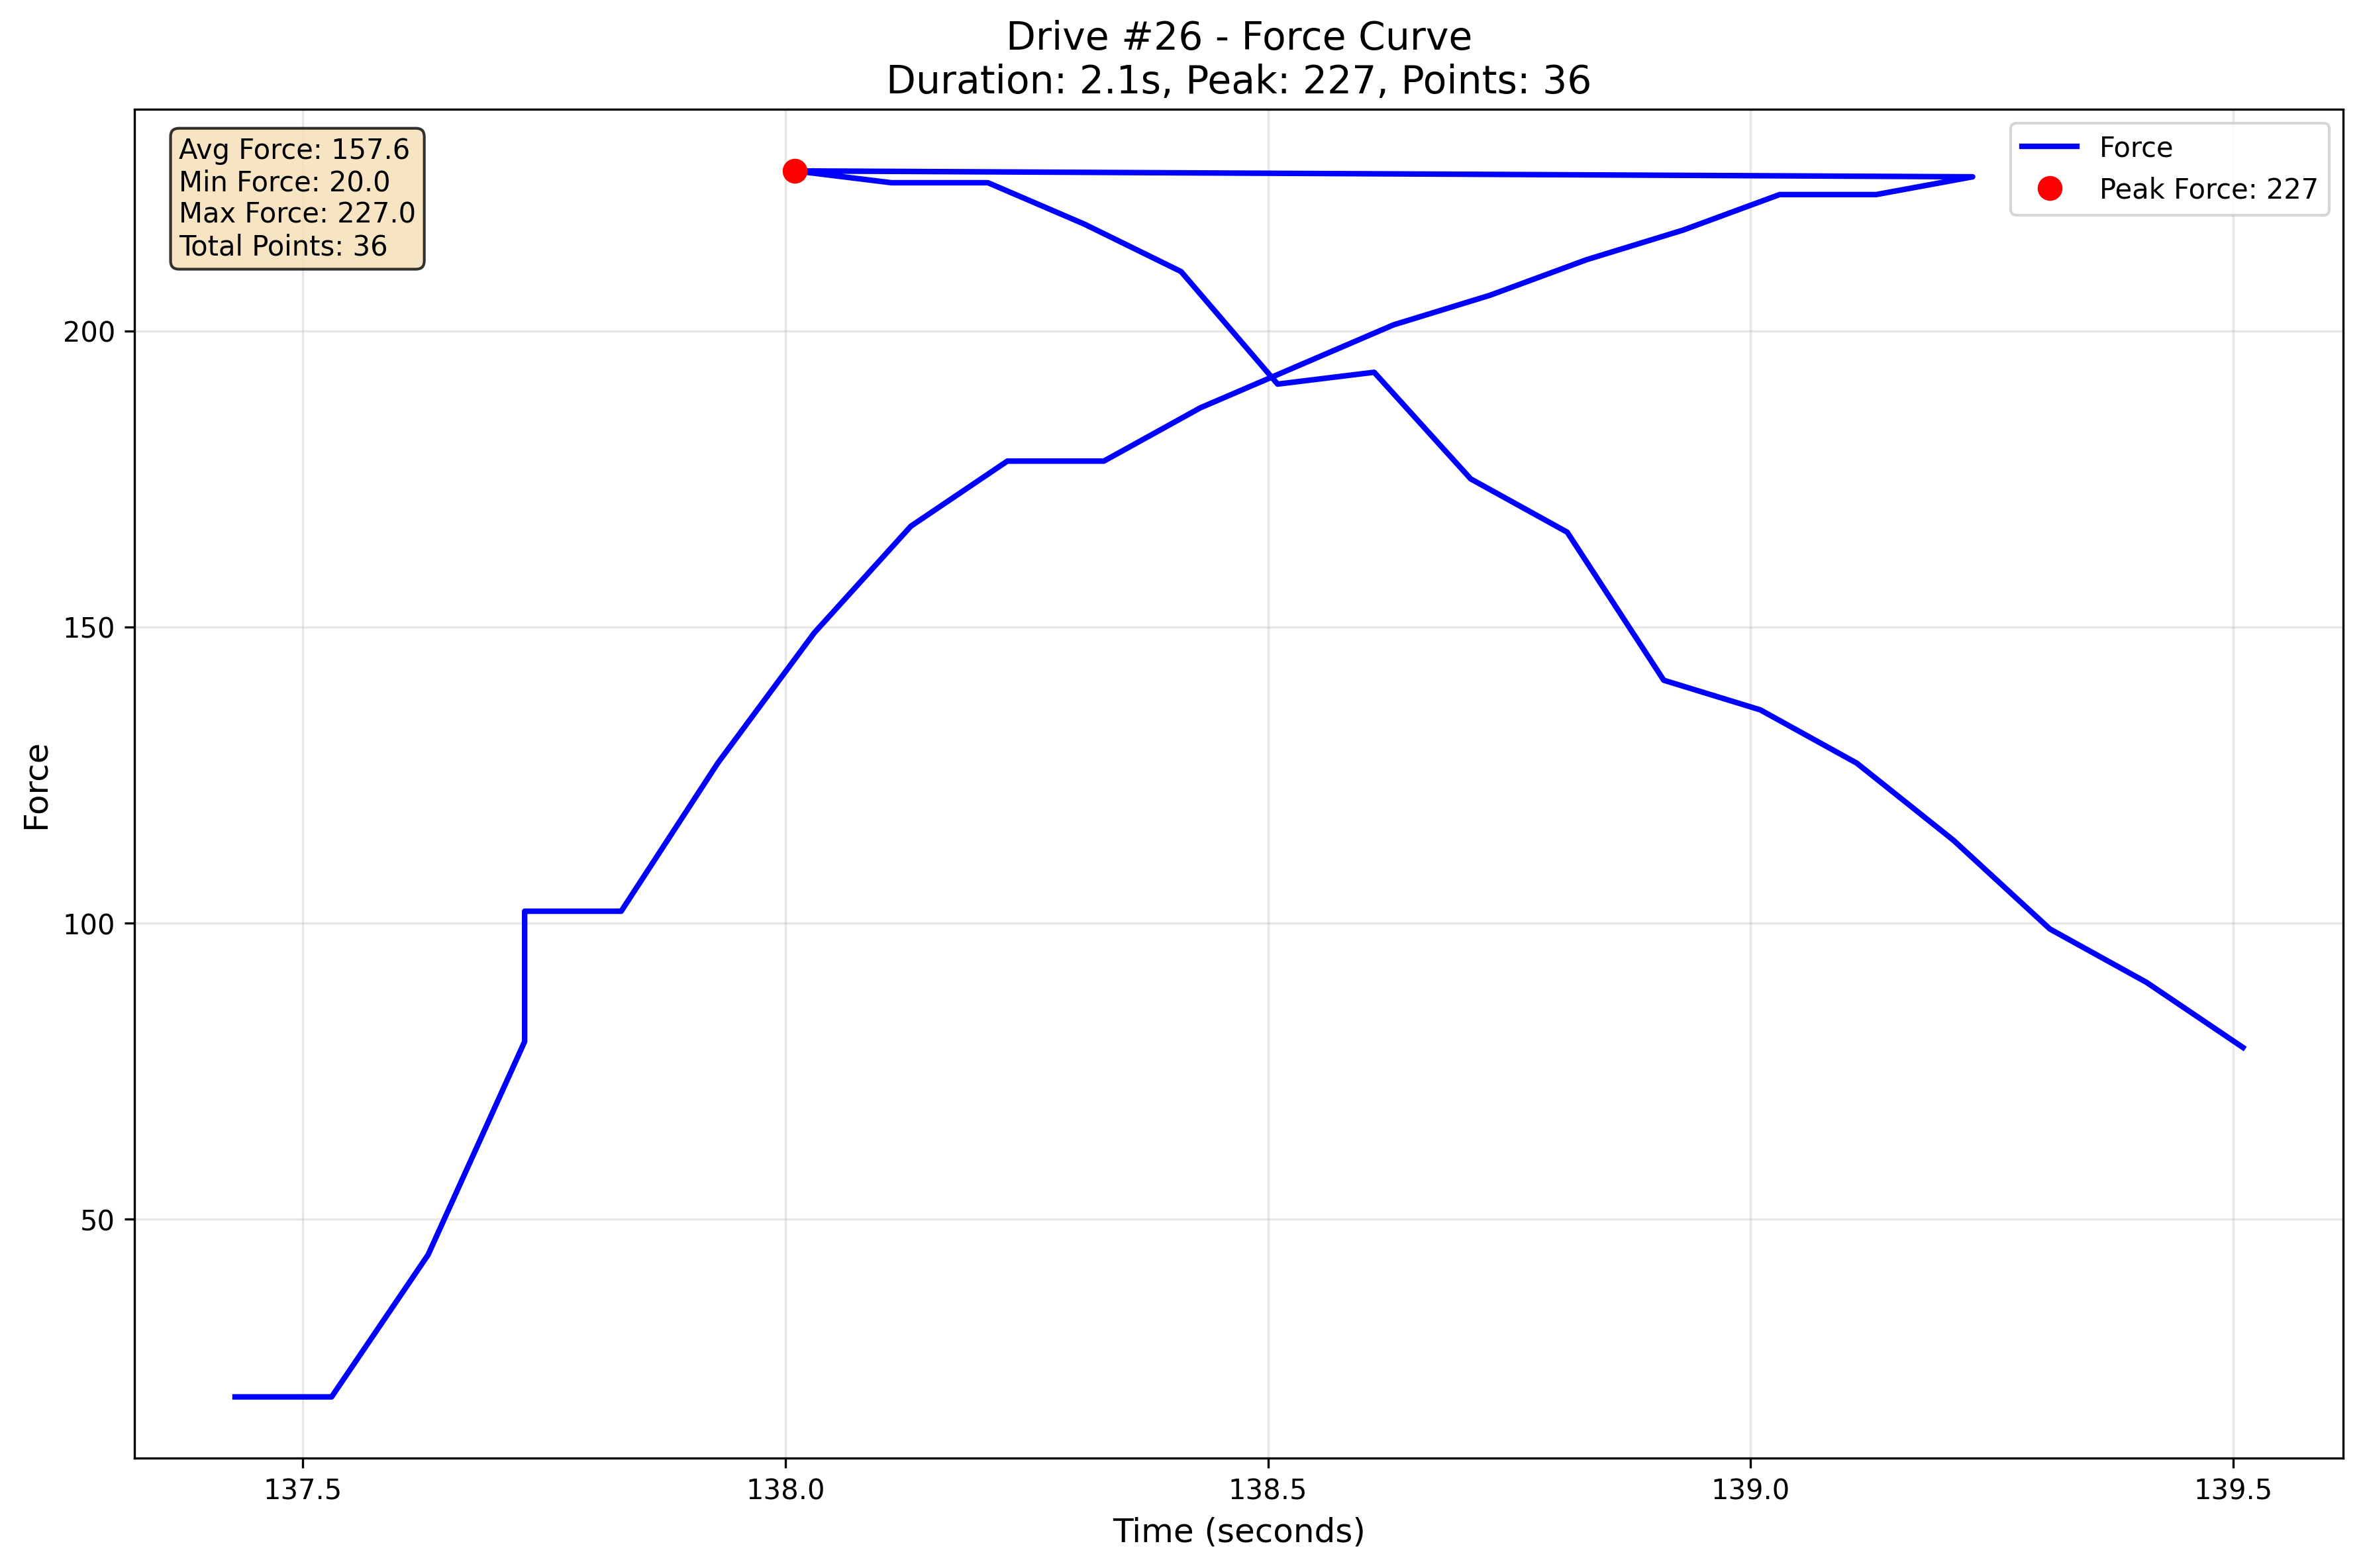 Drive #26 - Force Curve
Duration: 2.1s, Peak: 227, Points: 36
Avg Force: 157.6
Min Force: 20.0
Max Force: 227.0
Total Points: 36
Force
Peak Force: 227
200
150
100
50
Force
137.5
138.0
138.5
139.0
139.5
Time (seconds)